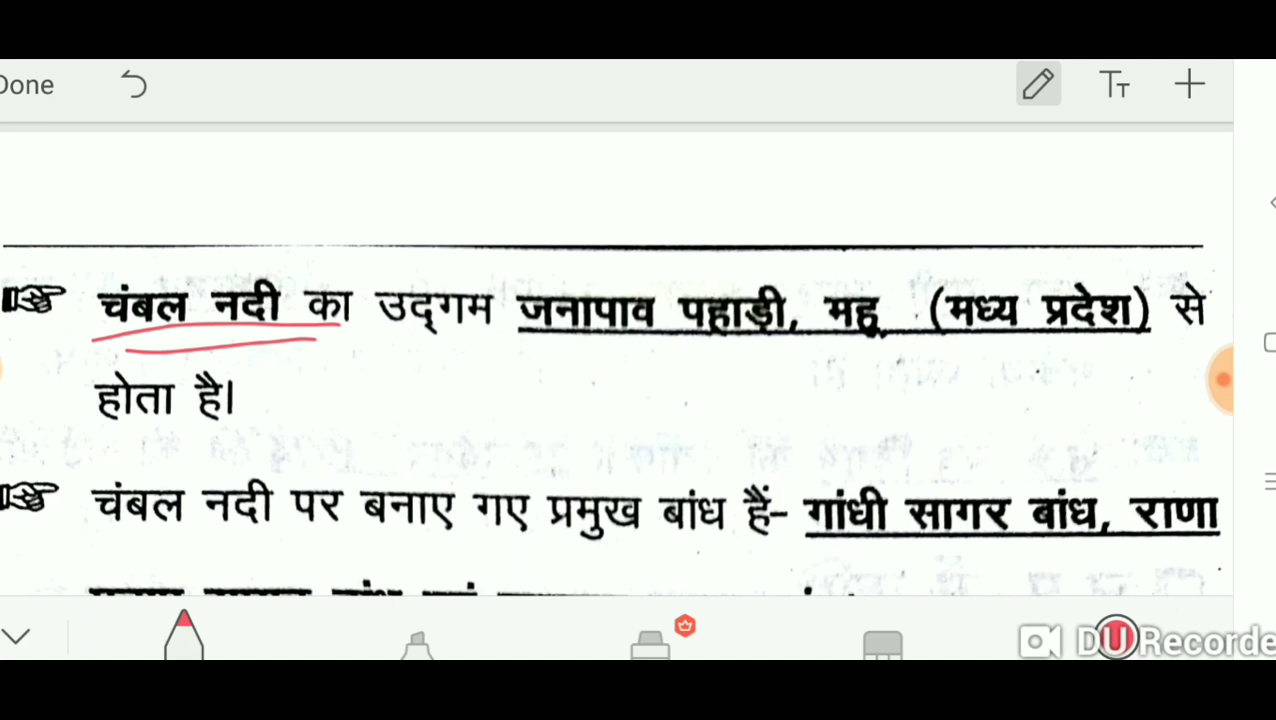 Done
Tт
चंबल नदी का उद्गम जनापाव पहाड़ी, महू (मध्य प्रदेश) से
होता है।
चंबल नदी पर बनाए गए प्रमुख बांध हैं- गांधी सागर बांध, राणा
DU Recorde